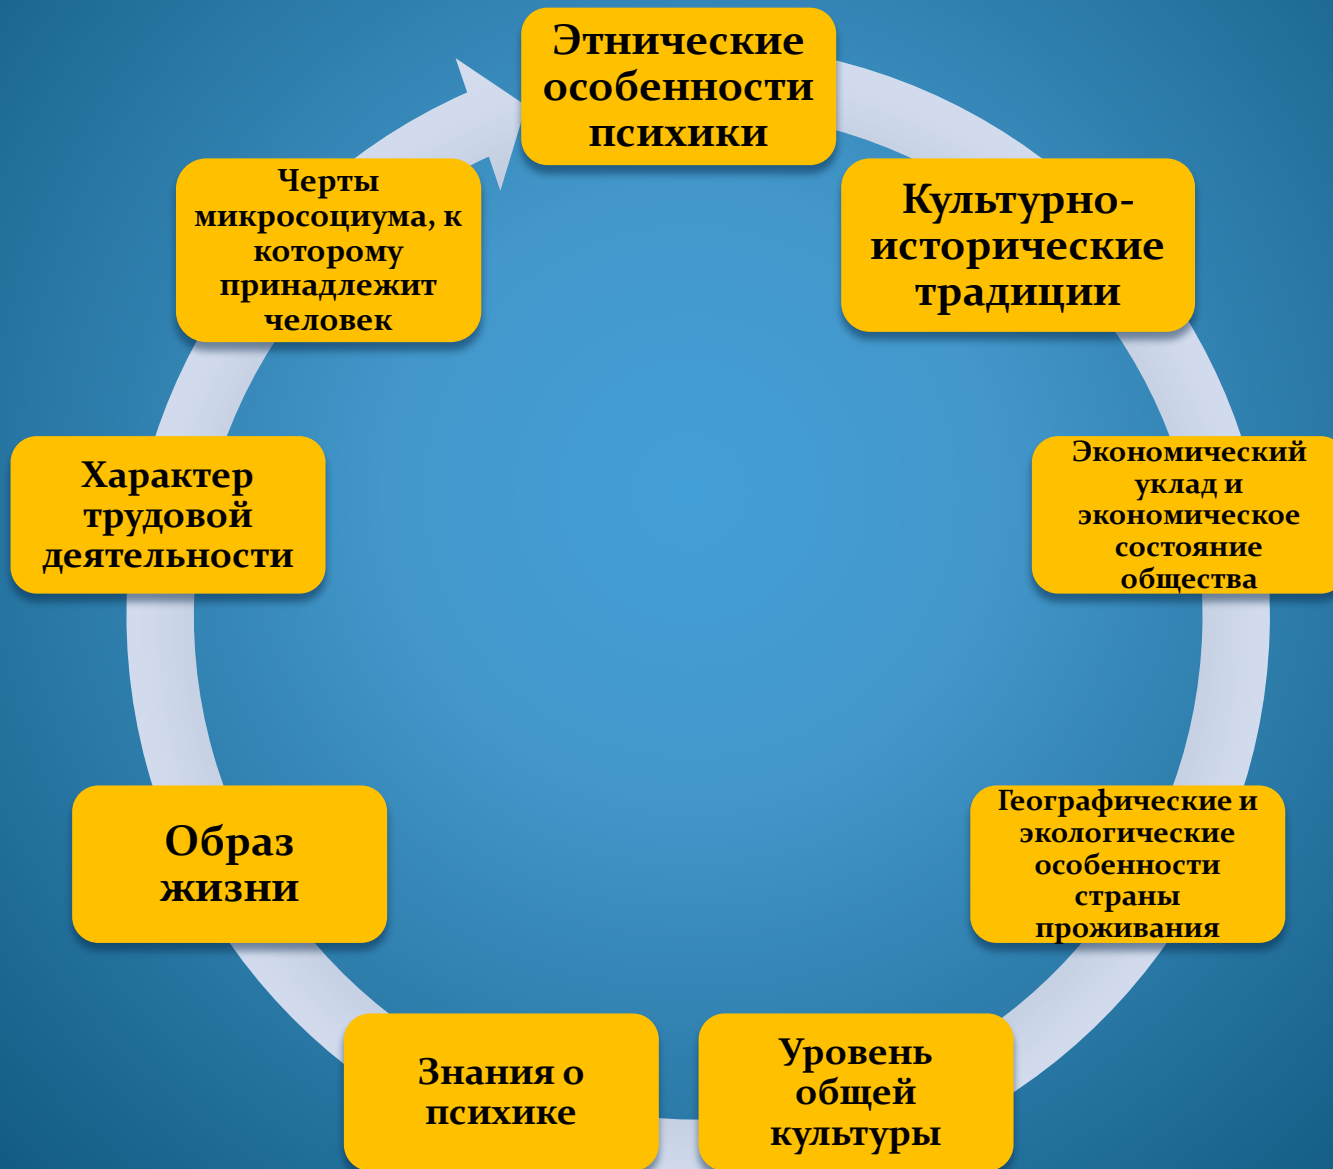 Этнические
особенности
психики
Культурно-
исторические
традиции
Экономический
уклад и
экономическое
состояние
общества
Географические и
экологические
особенности
страны
проживания
Уровень
общей
культуры
Знания о
психике
Образ
жизни
Характер
трудовой
деятельности
Черты
микросоциума, к
которому
принадлежит
человек